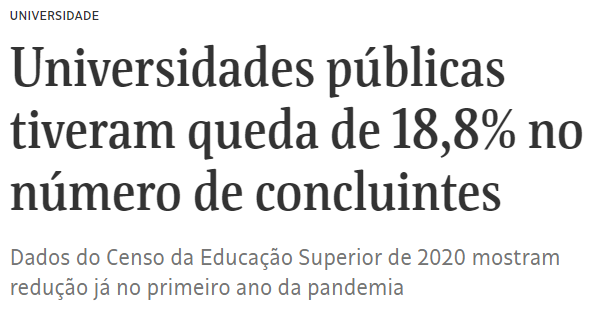 UNIVERSIDADE
Universidades públicas
tiveram queda de 18,8% no
número de concluintes
Dados do Censo da Educação Superior de 2020 mostram
redução já no primeiro ano da pandemia